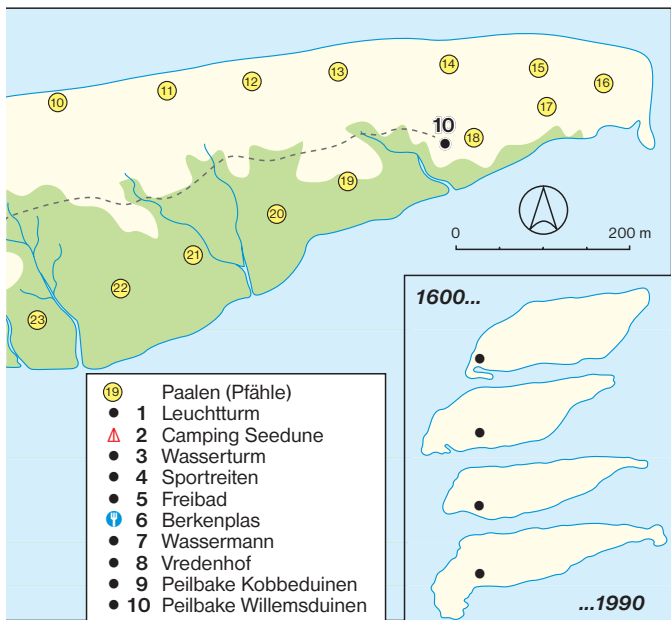 10
11
12
13
14
15
16
17
10
18
19
20
21
22
23
0 200 m
1600...
...1990
19 Paalen (Pfähle)
1 Leuchtturm
2 Camping Seedune
3 Wasserturm
4 Sportreiten
5 Freibad
6 Berkenplas
7 Wassermann
8 Vredenhof
9 Peilbake Kobbeduinen
10 Peilbake Willemsduinen